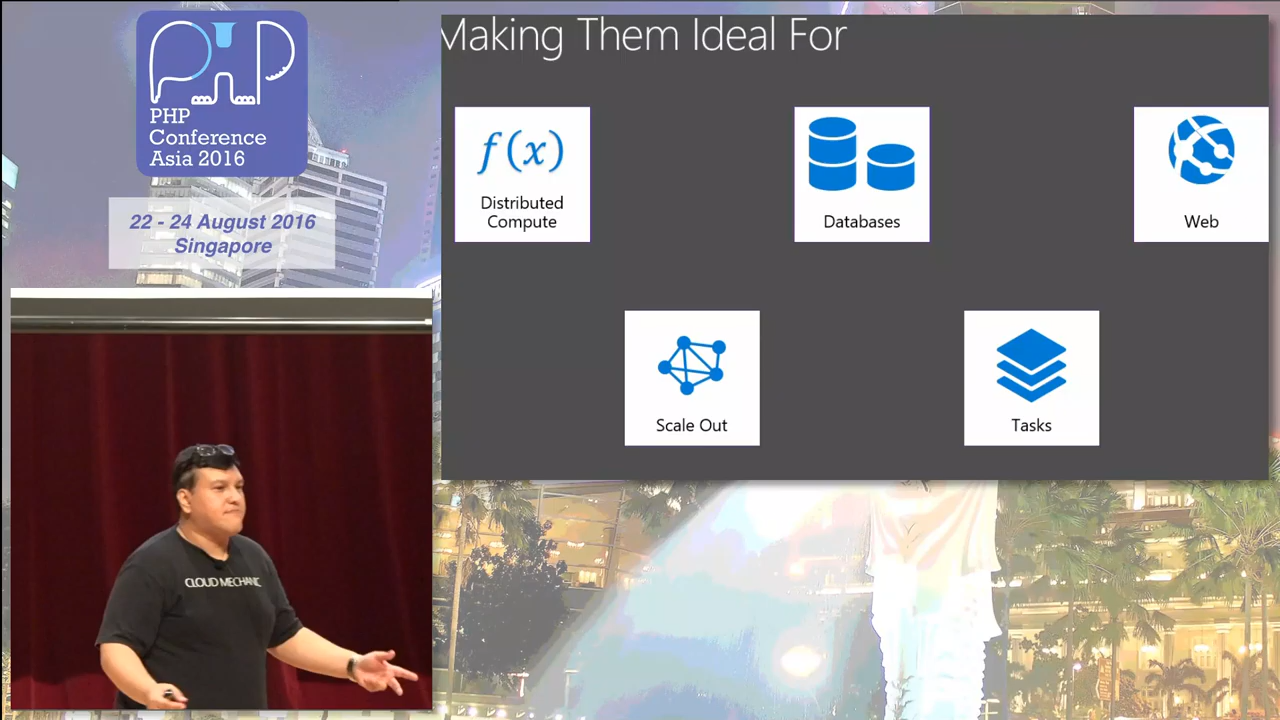 PHP
PHP
Conference
Asia 2016
22 - 24 August 2016
Singapore
Making Them Ideal For
f(x)
Distributed
Compute
Databases
Web
Scale Out
Tasks
CLOUD MECHANIC